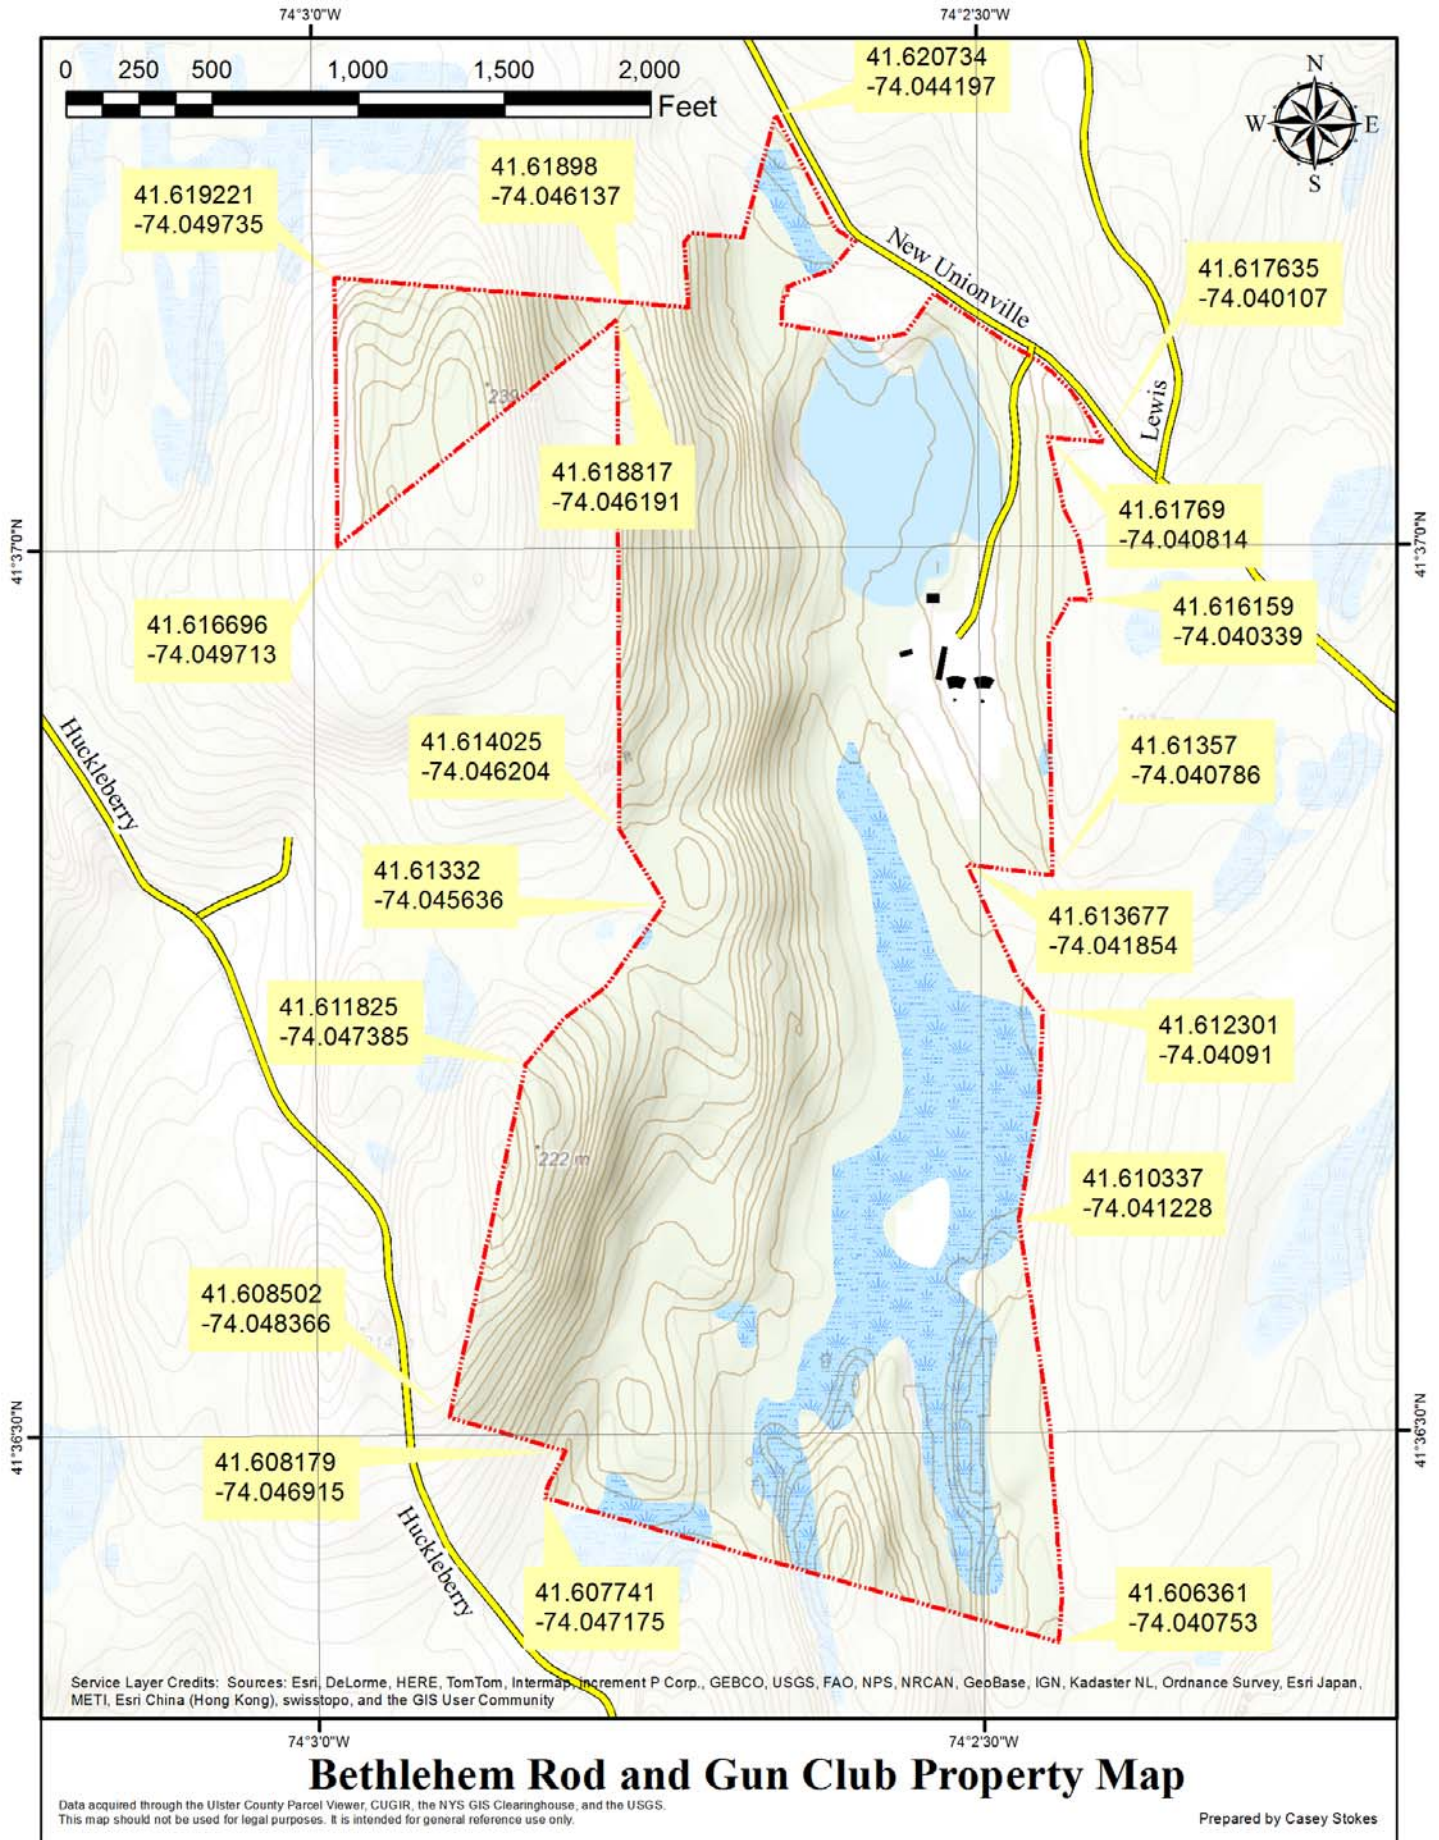 74°3'0"W
74°2'30"W
0 250 500 1,000 1,500 2,000
Feet
41.620734
-74.044197
N
W E
S
41.61898
-74.046137
41.619221
-74.049735
New Unionville
41.617635
-74.040107
Lewis
239
41.618817
-74.046191
41.61769
-74.040814
41°37'0"N
41°37'0"N
41.616159
-74.040339
41.616696
-74.049713
Huckleberry
41.614025
-74.046204
41.61357
-74.040786
41.61332
-74.045636
41.613677
-74.041854
41.611825
-74.047385
41.612301
-74.04091
222 m
41.610337
-74.041228
41.608502
-74.048366
41°36'30"N
41°36'30"N
41.608179
-74.046915
Huckleberry
41.607741
-74.047175
41.606361
-74.040753
Service Layer Credits: Sources: Esri, DeLorme, HERE, TomTom, Intermap, increment P Corp., GEBCO, USGS, FAO, NPS, NRCAN, GeoBase, IGN, Kadaster NL, Ordnance Survey, Esri Japan,
METI, Esri China (Hong Kong), swisstopo, and the GIS User Community
74°3'0"W
74°2'30"W
Bethlehem Rod and Gun Club Property Map
Data acquired through the Ulster County Parcel Viewer, CUGIR, the NYS GIS Clearinghouse, and the USGS.
This map should not be used for legal purposes. It is intended for general reference use only.
Prepared by Casey Stokes